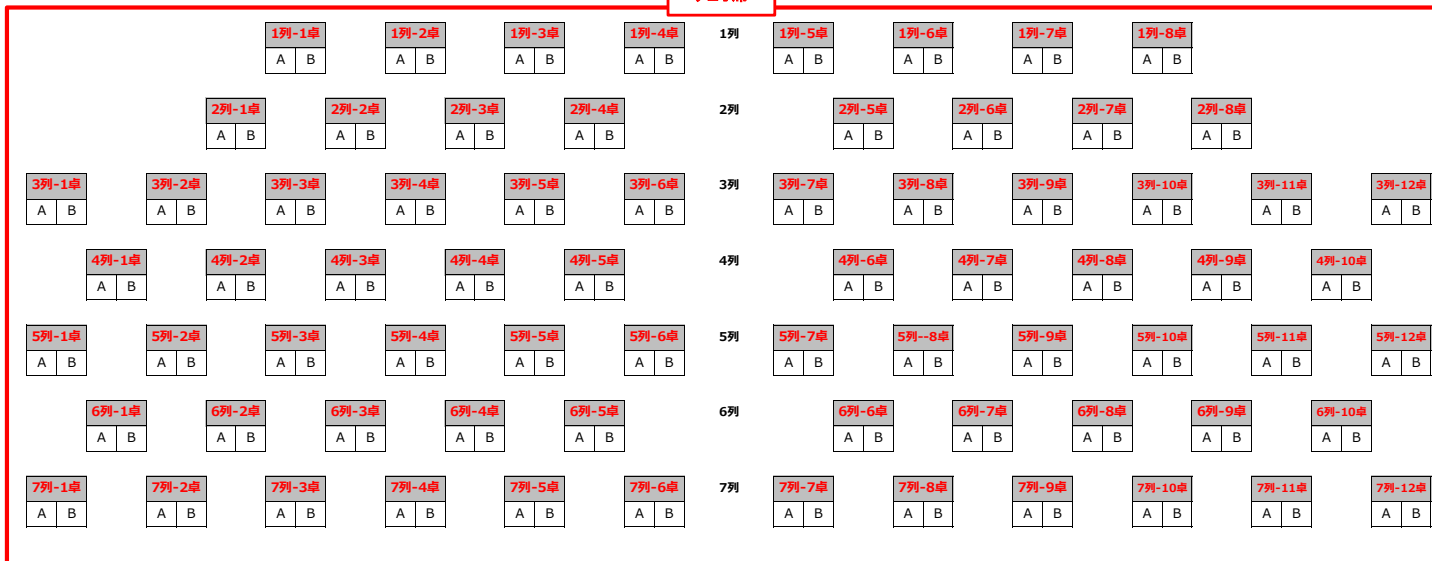 1列-1卓 1列-2卓 1列-3卓 1列-4卓 1列 1列-5卓 1列-6卓 1列-7卓 1列-8卓
A B A B A B A B A B A B A B A B
2列-1卓 2列-2卓 2列-3卓 2列-4卓 2列 2列-5卓 2列-6卓 2列-7卓 2列-8卓
A B A B A B A B A B A B A B A B
3列-1卓 3列-2卓 3列-3卓 3列-4卓 3列-5卓 3列-6卓 3列 3列-7卓 3列-8卓 3列-9卓 3列-10卓 3列-11卓 3列-12卓
A B A B A B A B A B A B A B A B A B A B A B A B
4列-1卓 4列-2卓 4列-3卓 4列-4卓 4列-5卓 4列 4列-6卓 4列-7卓 4列-8卓 4列-9卓 4列-10卓
A B A B A B A B A B A B A B A B A B A B
5列-1卓 5列-2卓 5列-3卓 5列-4卓 5列-5卓 5列-6卓 5列 5列-7卓 5列--8卓 5列-9卓 5列-10卓 5列-11卓 5列-12卓
A B A B A B A B A B A B A B A B A B A B A B A B
6列-1卓 6列-2卓 6列-3卓 6列-4卓 6列-5卓 6列 6列-6卓 6列-7卓 6列-8卓 6列-9卓 6列-10卓
A B A B A B A B A B A B A B A B A B A B
7列-1卓 7列-2卓 7列-3卓 7列-4卓 7列-5卓 7列-6卓 7列 7列-7卓 7列-8卓 7列-9卓 7列-10卓 7列-11卓 7列-12卓
A B A B A B A B A B A B A B A B A B A B A B A B